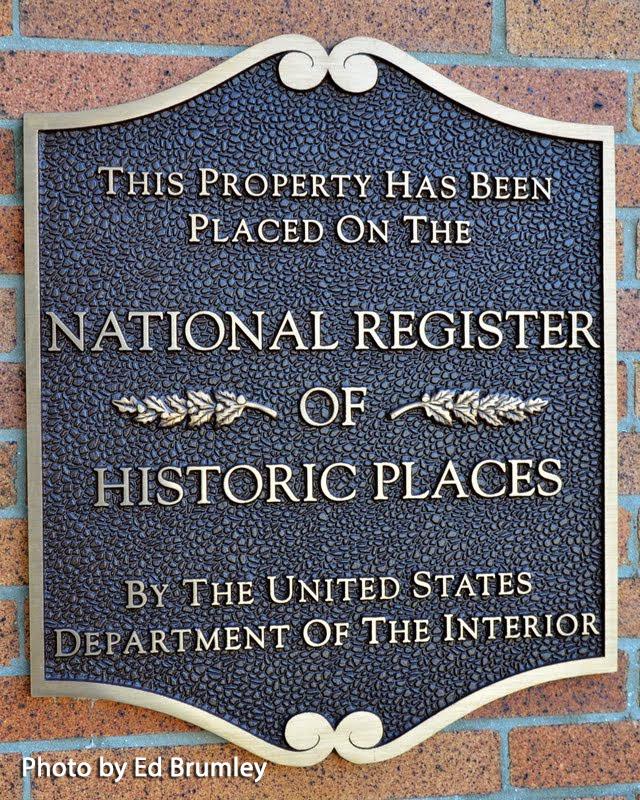 THIS PROPERTY HAS BEEN
PLACED ON THE
NATIONAL REGISTER
OF
HISTORIC PLACES
BY THE UNITED STATES
DEPARTMENT OF THE INTERIOR
Photo by Ed Brumley